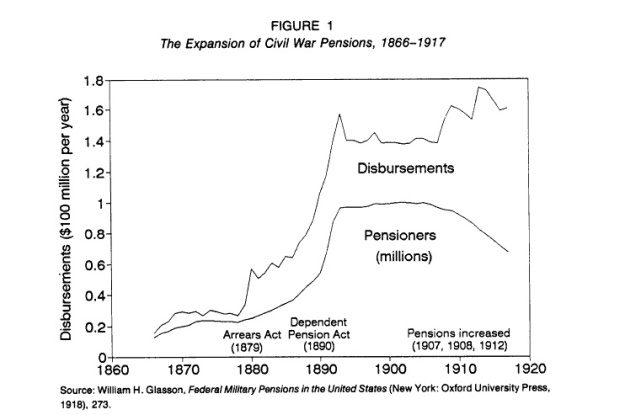 FIGURE 1
The Expansion of Civil War Pensions, 1866–1917
Disbursements ($100 million per year)
1.8
1.6
1.4
1.2
1
0.8
0.6
0.4
0.2
0
Disbursements
Pensioners
(millions)
Arrears Act
(1879)
Dependent
Pension Act
(1890)
Pensions increased
(1907, 1908, 1912)
1860
1870
1880
1890
1900
1910
1920
Source: William H. Glasson, Federal Military Pensions in the United States (New York: Oxford University Press,
1918), 273.